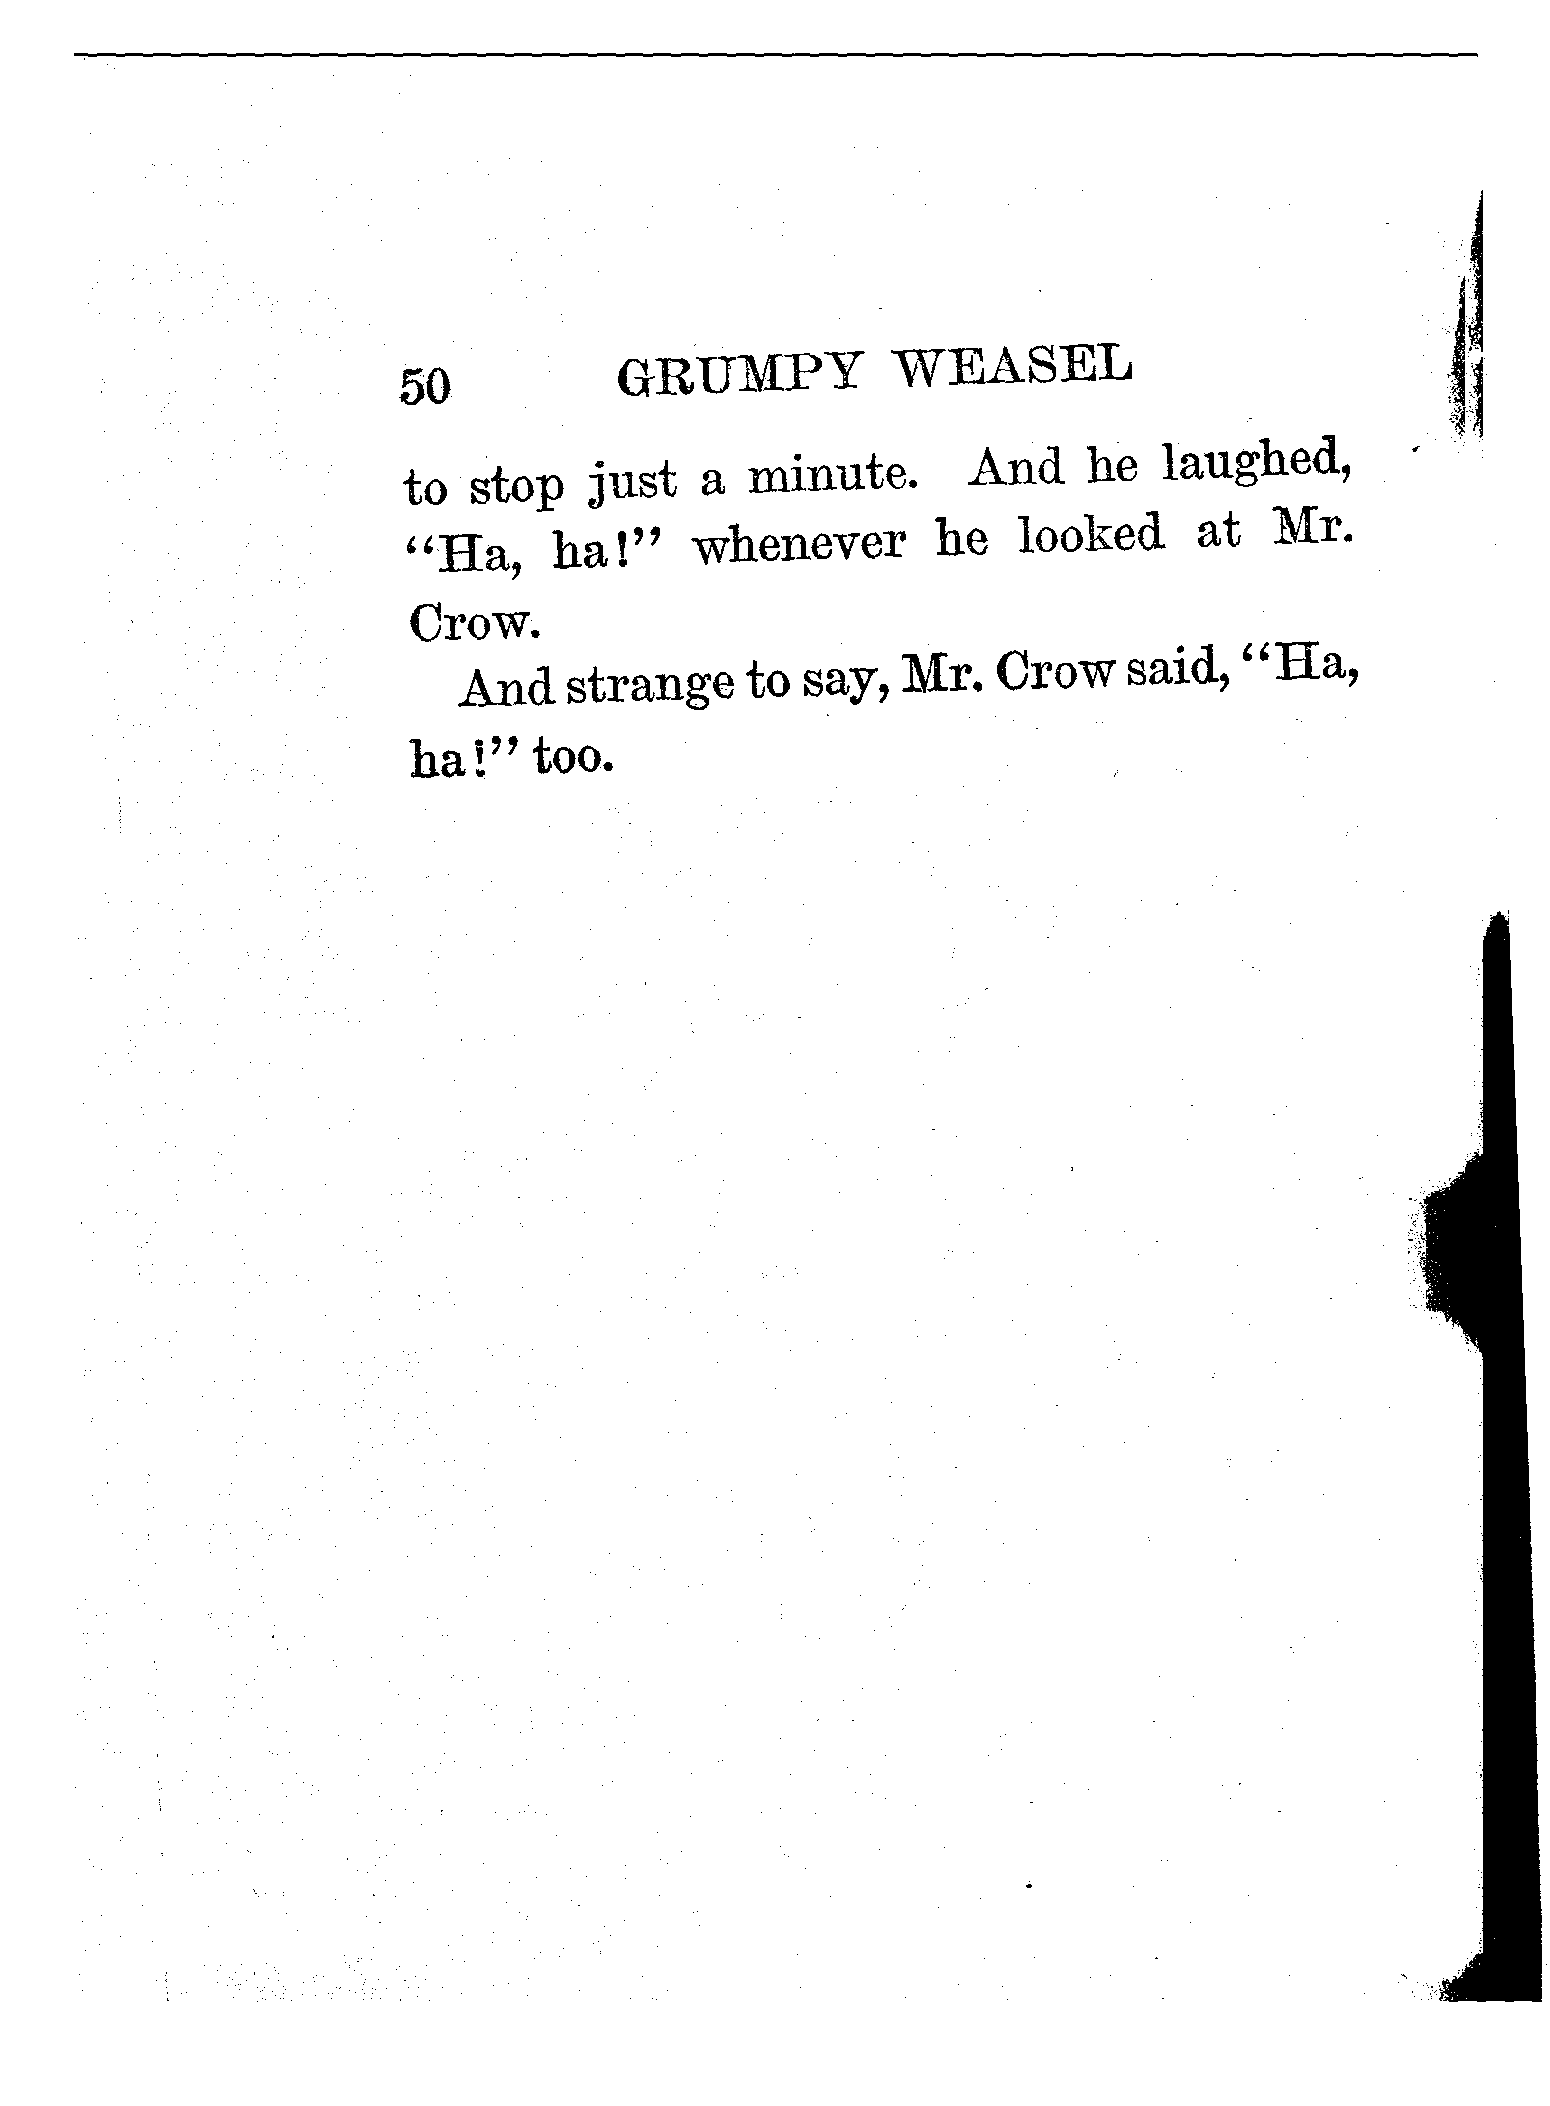 50 GRUMPY WEASEL
to stop just a minute. And he laughed,
“Ha, ha!” whenever he looked at Mr.
Crow.
And strange to say, Mr. Crow said, “Ha,
ha!” too.